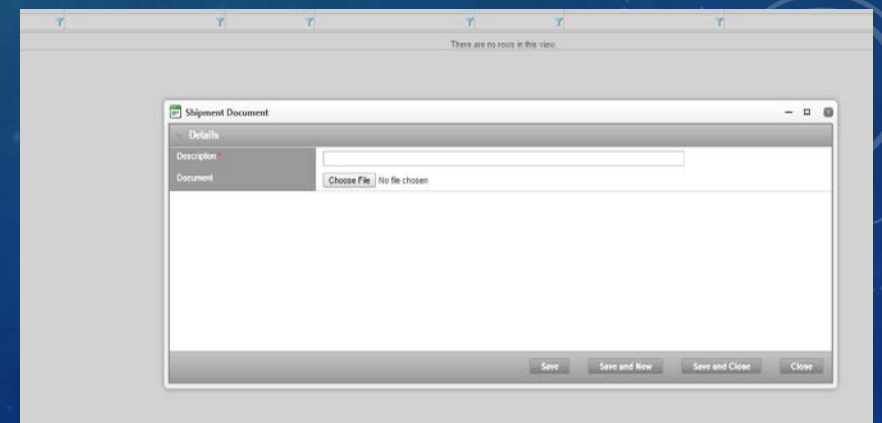 There are no rows in this view.
Shipment Document
Details
Description *
Document
Choose File No file chosen
Save Save and New Save and Close Close